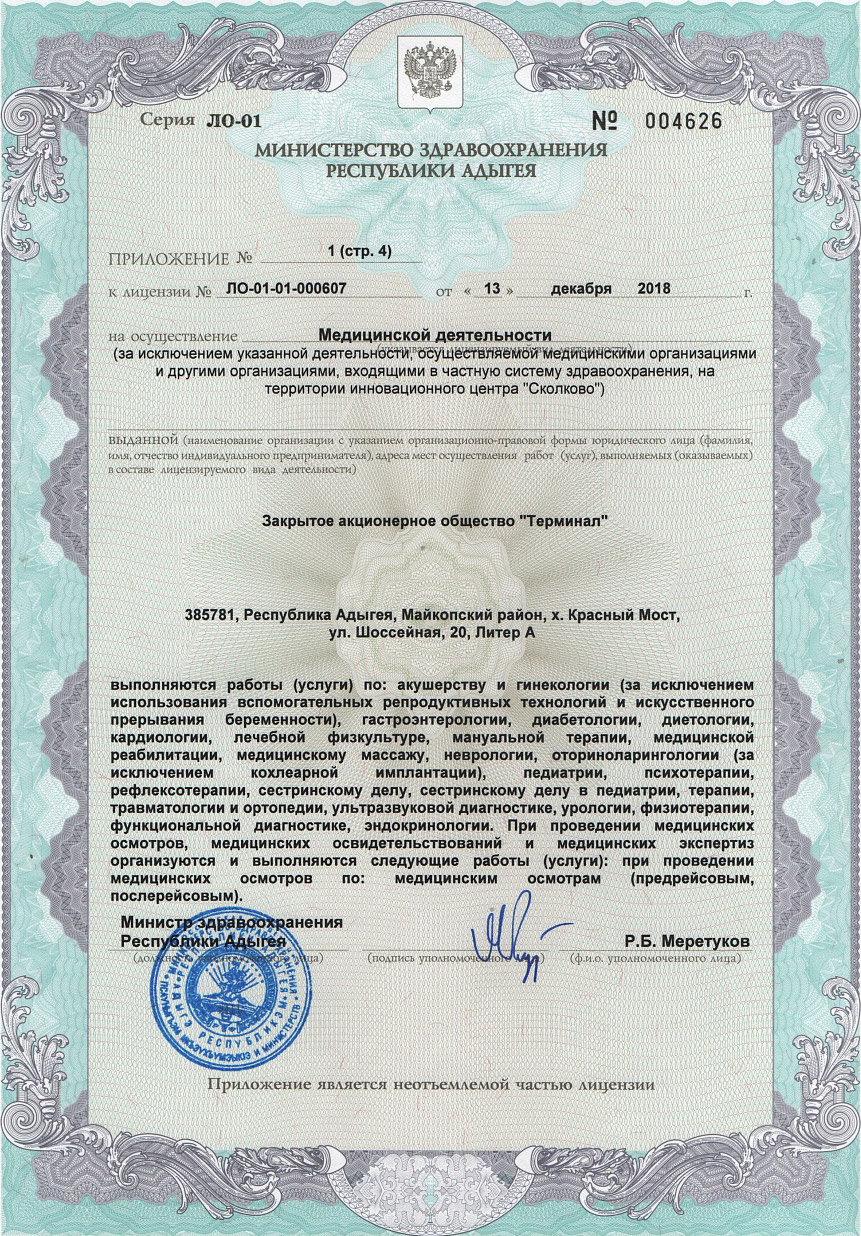 Серия ЛО-01
№ 004626
МИНИСТЕРСТВО ЗДРАВООХРАНЕНИЯ
РЕСПУБЛИКИ АДЫГЕЯ
ПРИЛОЖЕНИЕ № 1 (стр. 4)
к лицензии № ЛО-01-01-000607 от « 13 » декабря 2018 г.
на осуществление Медицинской деятельности
(за исключением указанной деятельности, осуществляемой медицинскими организациями
и другими организациями, входящими в частную систему здравоохранения, на
территории инновационного центра "Сколково")
выданной (наименование организации с указанием организационно-правовой формы юридического лица (фамилия,
имя, отчество индивидуального предпринимателя), адреса мест осуществления работ (услуг), выполняемых (оказываемых)
в составе лицензируемого вида деятельности)
Закрытое акционерное общество "Терминал"
385781, Республика Адыгея, Майкопский район, х. Красный Мост,
ул. Шоссейная, 20, Литер А
выполняются работы (услуги) по: акушерству и гинекологии (за исключением
использования вспомогательных репродуктивных технологий и искусственного
прерывания беременности), гастроэнтерологии, диабетологии, диетологии,
кардиологии, лечебной физкультуре, мануальной терапии, медицинской
реабилитации, медицинскому массажу, неврологии, оториноларингологии (за
исключением кохлеарной имплантации), педиатрии, психотерапии,
рефлексотерапии, сестринскому делу, сестринскому делу в педиатрии, терапии,
травматологии и ортопедии, ультразвуковой диагностике, урологии, физиотерапии,
функциональной диагностике, эндокринологии. При проведении медицинских
осмотров, медицинских освидетельствований и медицинских экспертиз
организуются и выполняются следующие работы (услуги): при проведении
медицинских осмотров по: медицинским осмотрам (предрейсовым,
послерейсовым).
Министр здравоохранения
Республики Адыгея
Р.Б. Меретуков
(должность уполномоченного лица) (подпись уполномоченного лица) (ф.и.о. уполномоченного лица)
Приложение является неотъемлемой частью лицензии